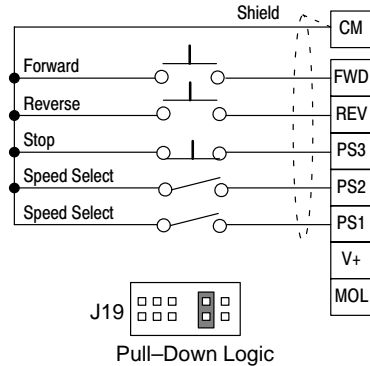 Shield
CM
Forward
FWD
Reverse
REV
Stop
PS3
Speed Select
PS2
Speed Select
PS1
V+
MOL
J19
Pull–Down Logic